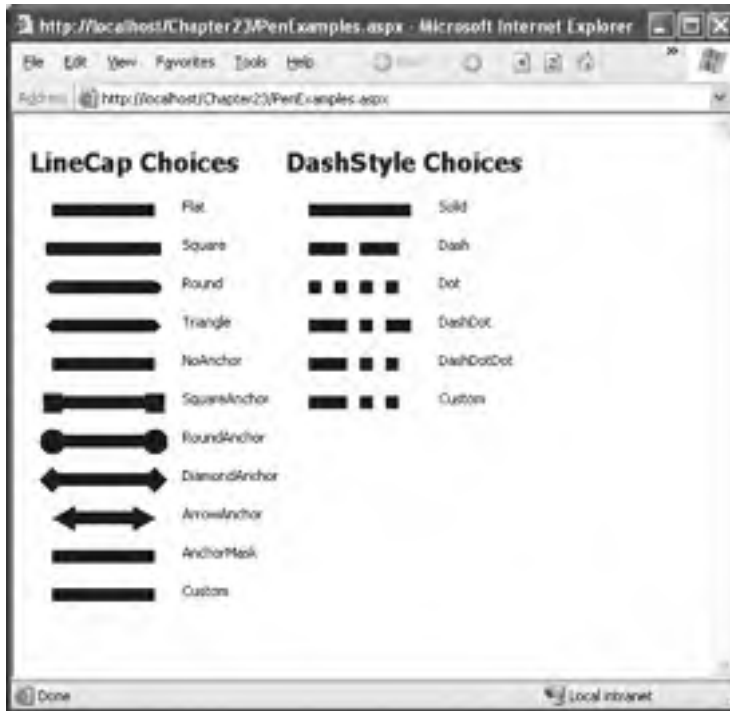 http://localhost/Chapter23/PenExamples.aspx - Microsoft Internet Explorer
File Edit View Favorites Tools Help
Address http://localhost/Chapter23/PenExamples.aspx
LineCap Choices
Flat
Square
Round
Triangle
NoAnchor
SquareAnchor
RoundAnchor
DiamondAnchor
ArrowAnchor
AnchorMask
Custom
DashStyle Choices
Solid
Dash
Dot
DashDot
DashDotDot
Custom
Done Local intranet